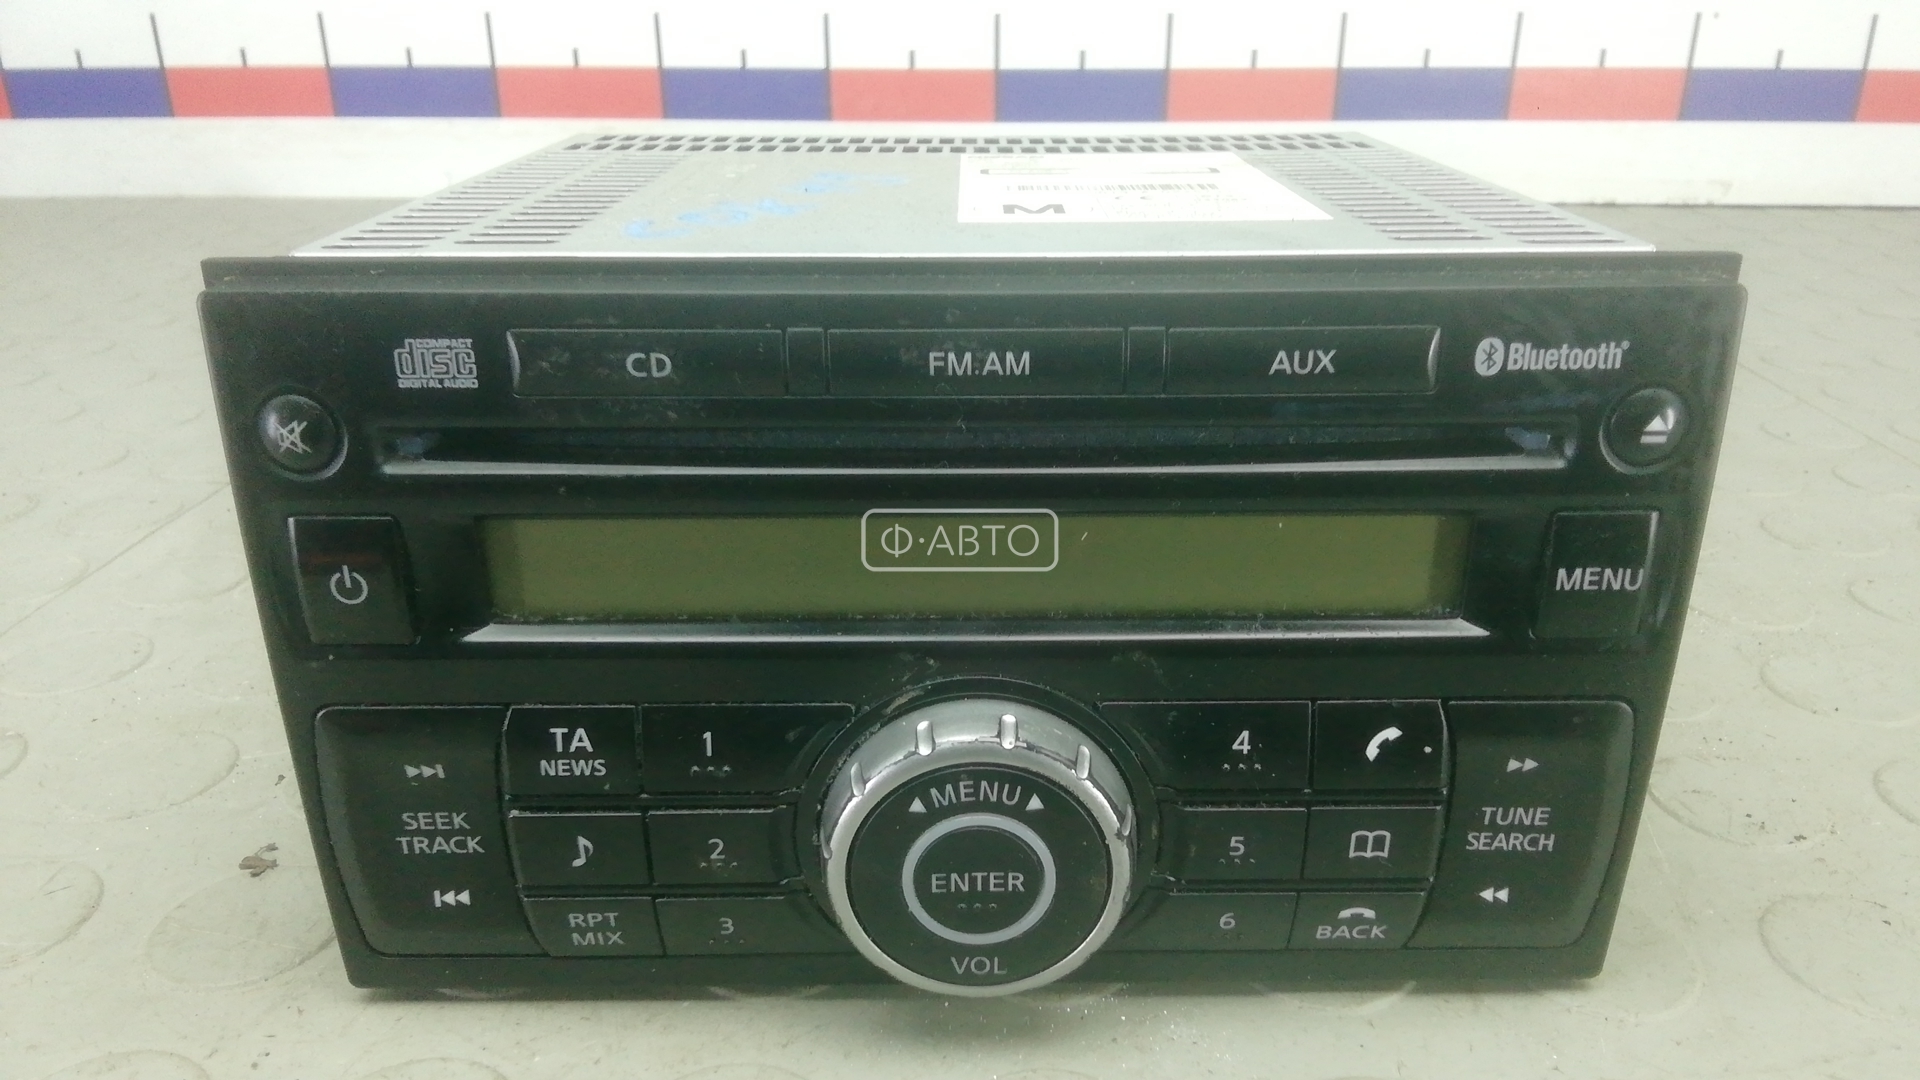 M
COMPACT
disc
DIGITAL AUDIO
CD
FM·AM
AUX
Bluetooth®
Ф·АВТО
MENU
TA
NEWS
1
4
MENU
SEEK
TRACK
2
5
TUNE
SEARCH
ENTER
RPT
MIX
3
6
BACK
VOL